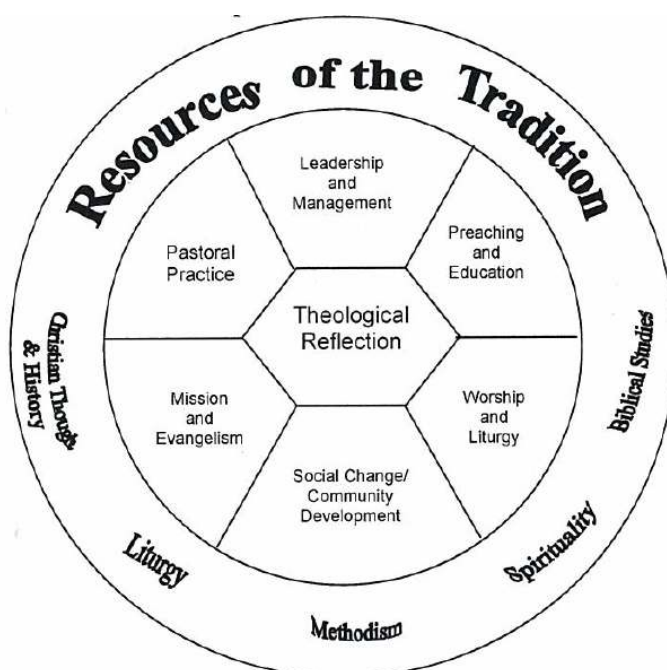 Resources of the Tradition
Leadership
and
Management
Preaching
and
Education
Pastoral
Practice
Theological
Reflection
Mission
and
Evangelism
Worship
and
Liturgy
Social Change/
Community
Development
Christian Though
& History
Biblical Studies
Liturgy
Spirituality
Methodism